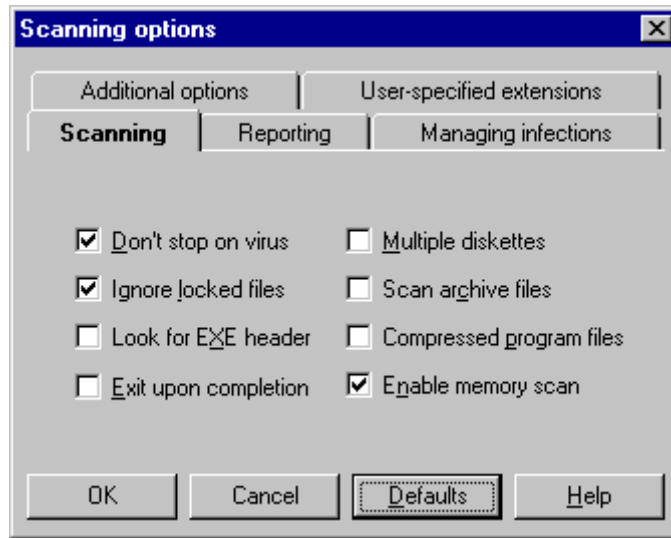 Scanning options
Additional options
User-specified extensions
Scanning
Reporting
Managing infections
Don't stop on virus
Multiple diskettes
Ignore locked files
Scan archive files
Look for EXE header
Compressed program files
Exit upon completion
Enable memory scan
OK
Cancel
Defaults
Help